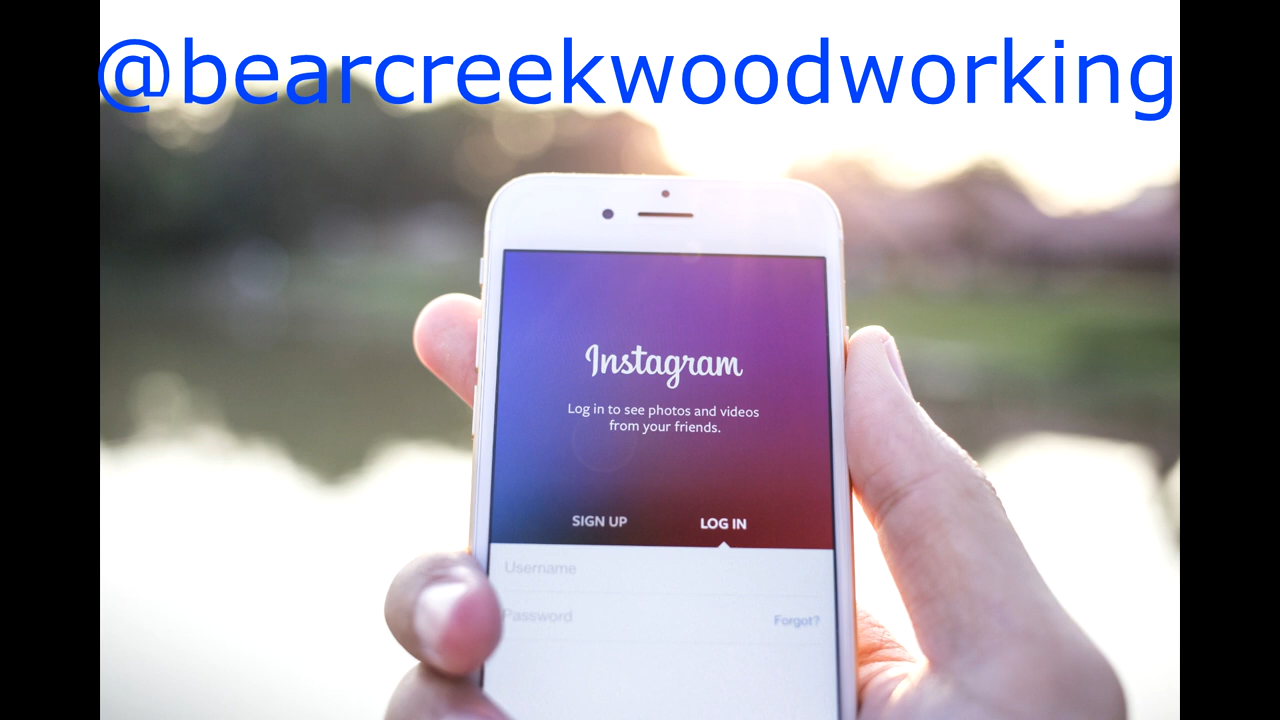 @bearcreekwoodworking
Instagram
Log in to see photos and videos
from your friends.
SIGN UP
LOG IN
Username
Password
Forgot?